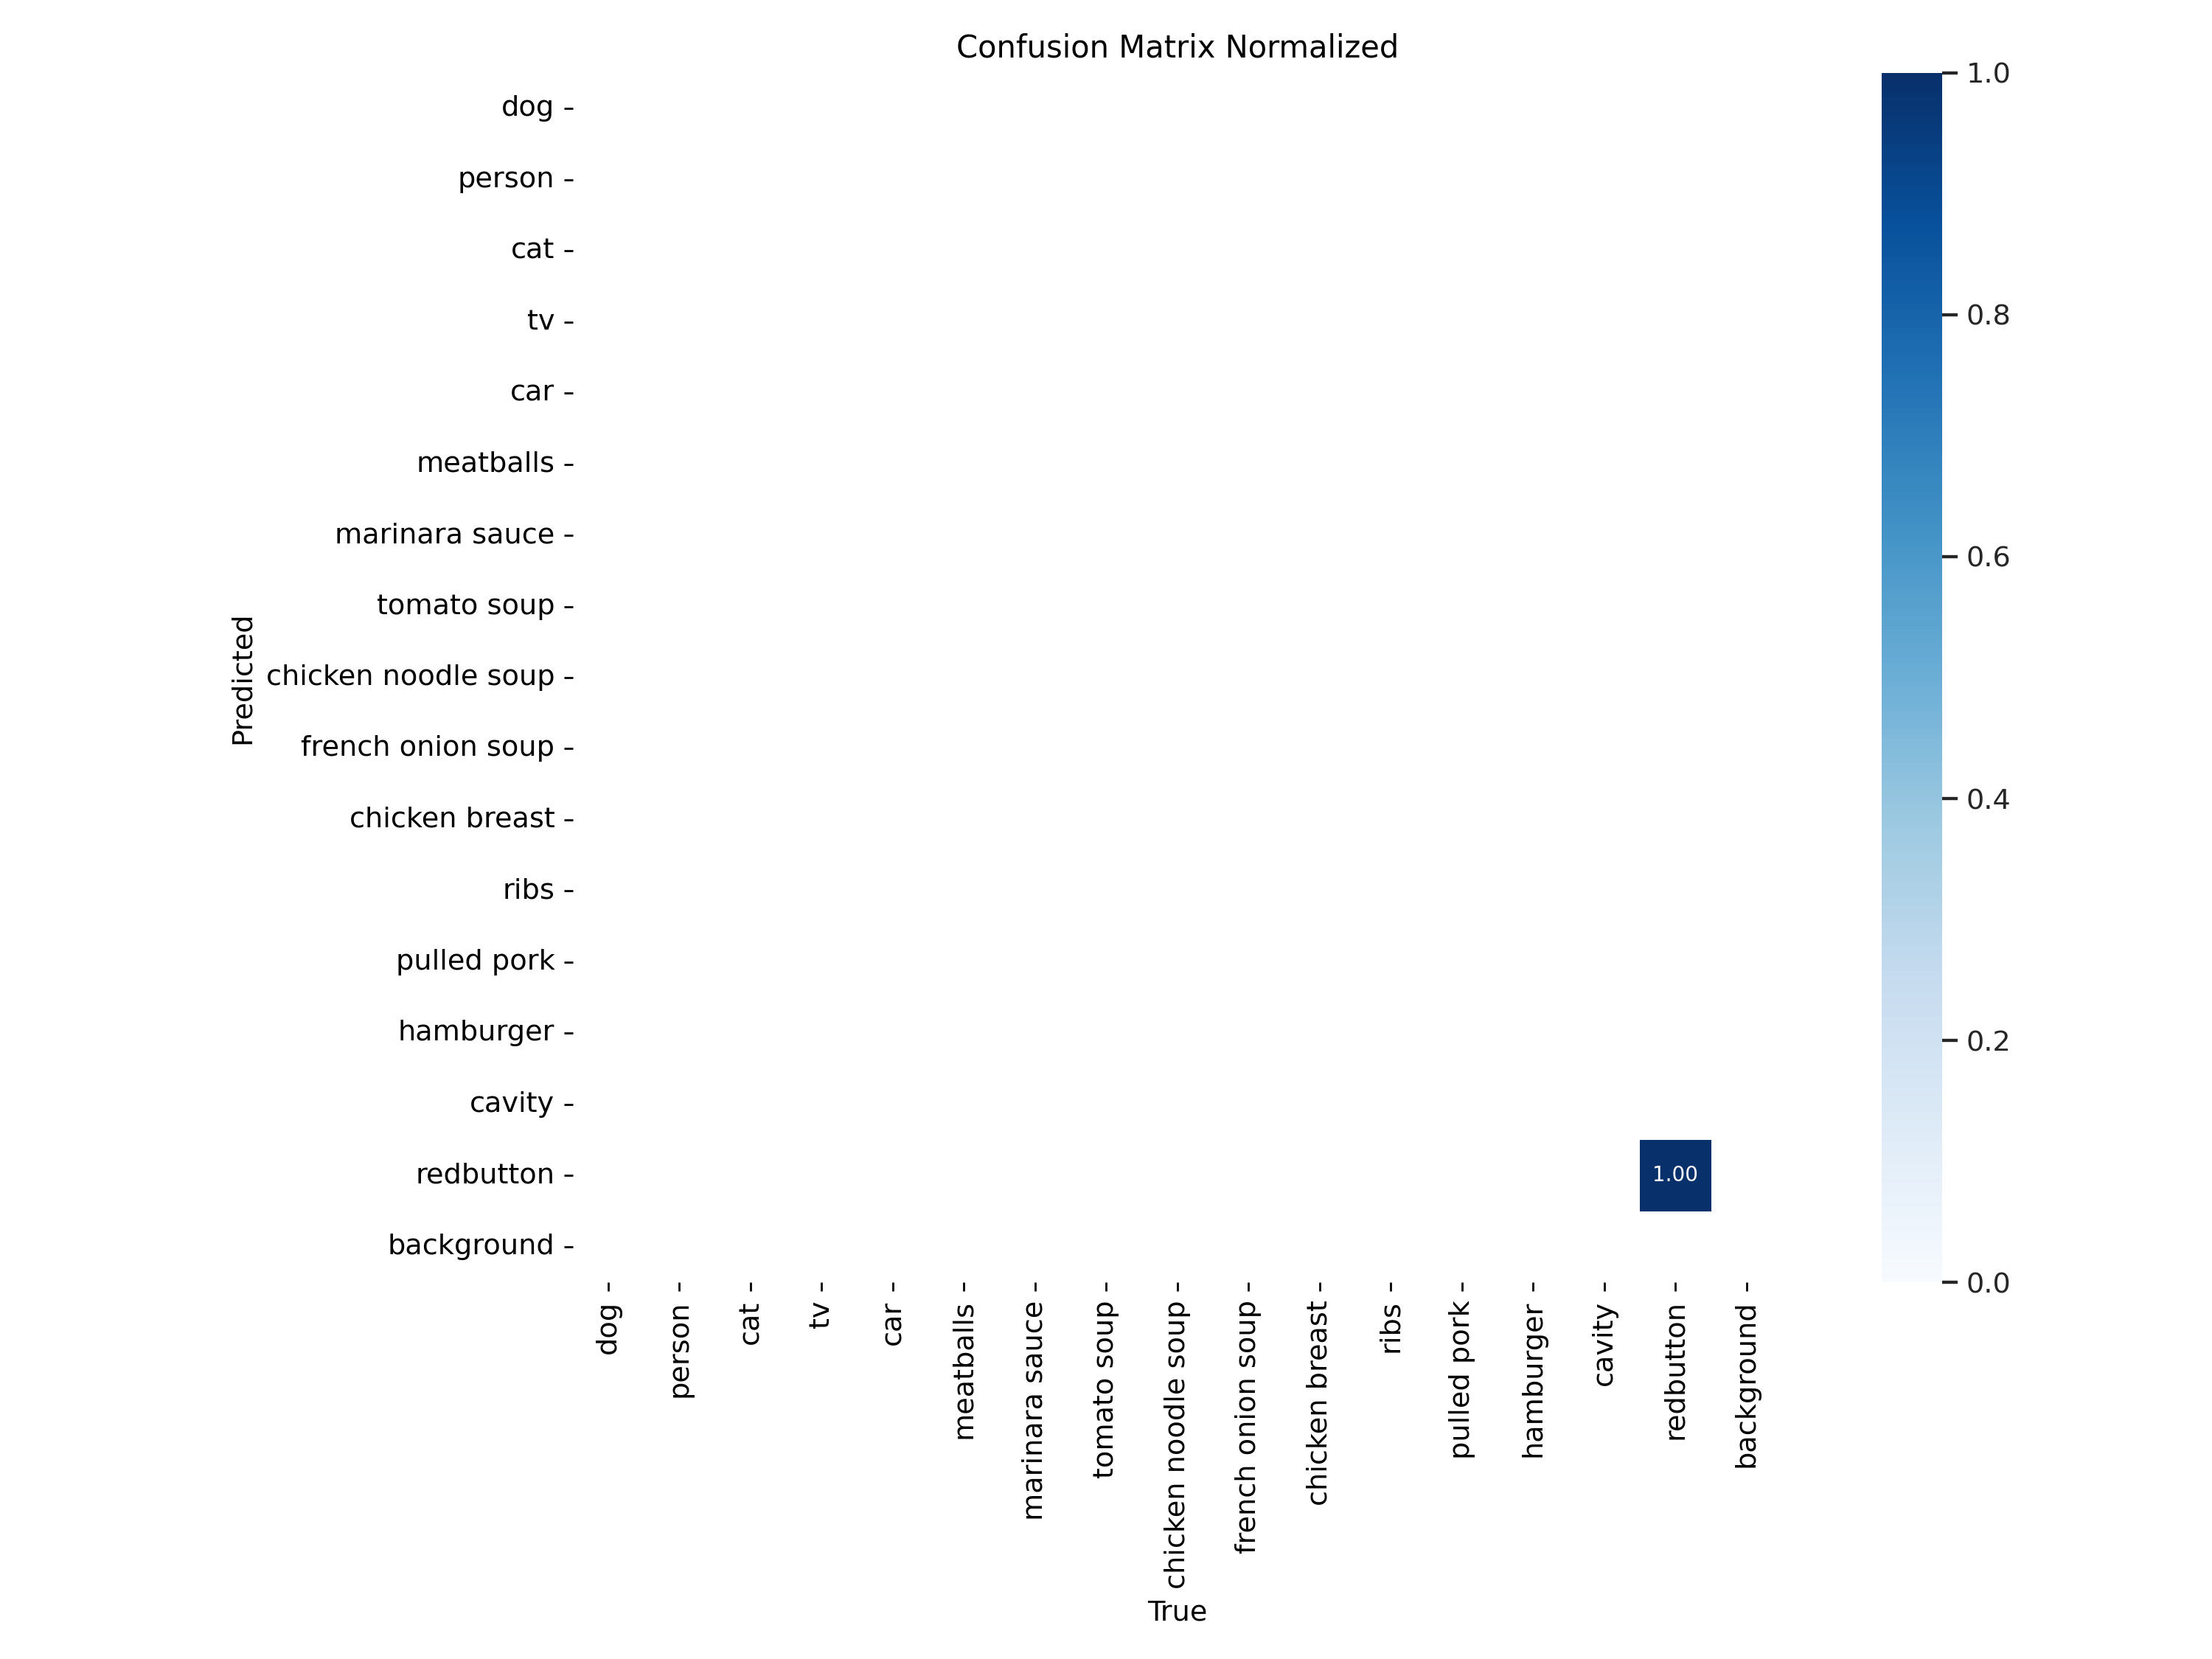 Confusion Matrix Normalized
dog
person
cat
tv
car
meatballs
marinara sauce
tomato soup
chicken noodle soup
french onion soup
chicken breast
ribs
pulled pork
hamburger
cavity
redbutton
background
Predicted
1.00
dog
person
cat
tv
car
meatballs
marinara sauce
tomato soup
chicken noodle soup
french onion soup
chicken breast
ribs
pulled pork
hamburger
cavity
redbutton
background
True
1.0
0.8
0.6
0.4
0.2
0.0